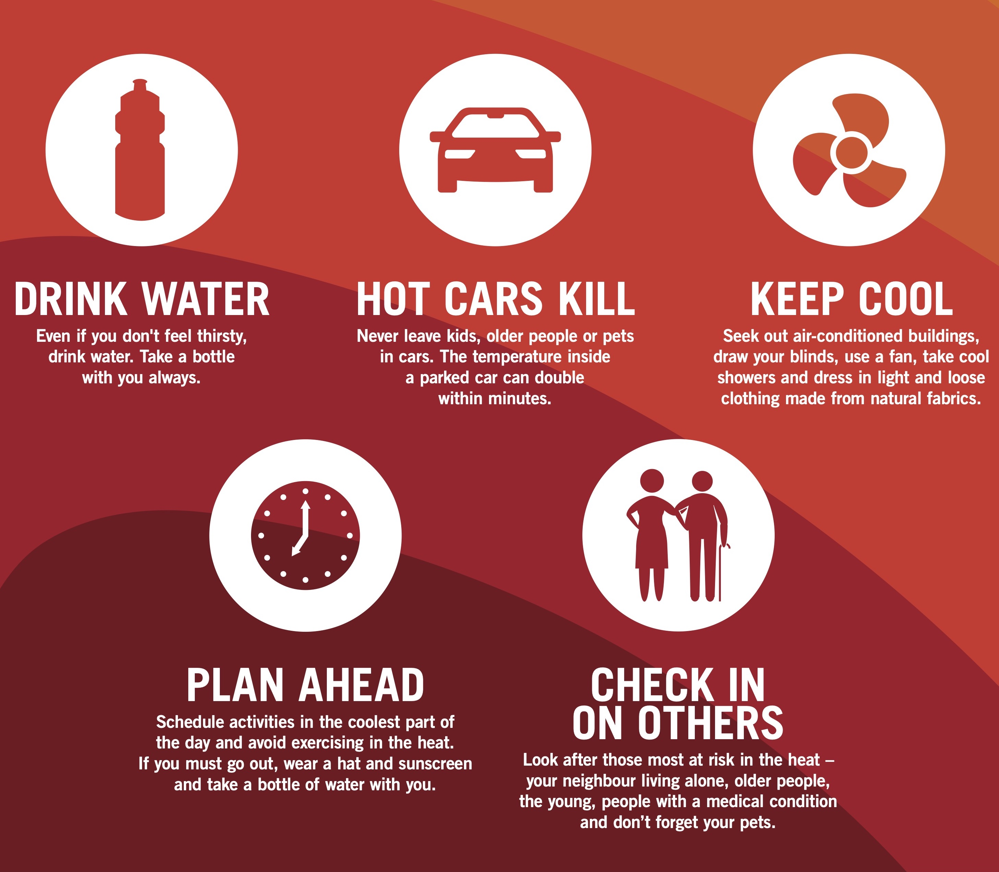 DRINK WATER
Even if you don't feel thirsty,
drink water. Take a bottle
with you always.
HOT CARS KILL
Never leave kids, older people or pets
in cars. The temperature inside
a parked car can double
within minutes.
KEEP COOL
Seek out air-conditioned buildings,
draw your blinds, use a fan, take cool
showers and dress in light and loose
clothing made from natural fabrics.
PLAN AHEAD
Schedule activities in the coolest part of
the day and avoid exercising in the heat.
If you must go out, wear a hat and sunscreen
and take a bottle of water with you.
CHECK IN
ON OTHERS
Look after those most at risk in the heat –
your neighbour living alone, older people,
the young, people with a medical condition
and don’t forget your pets.